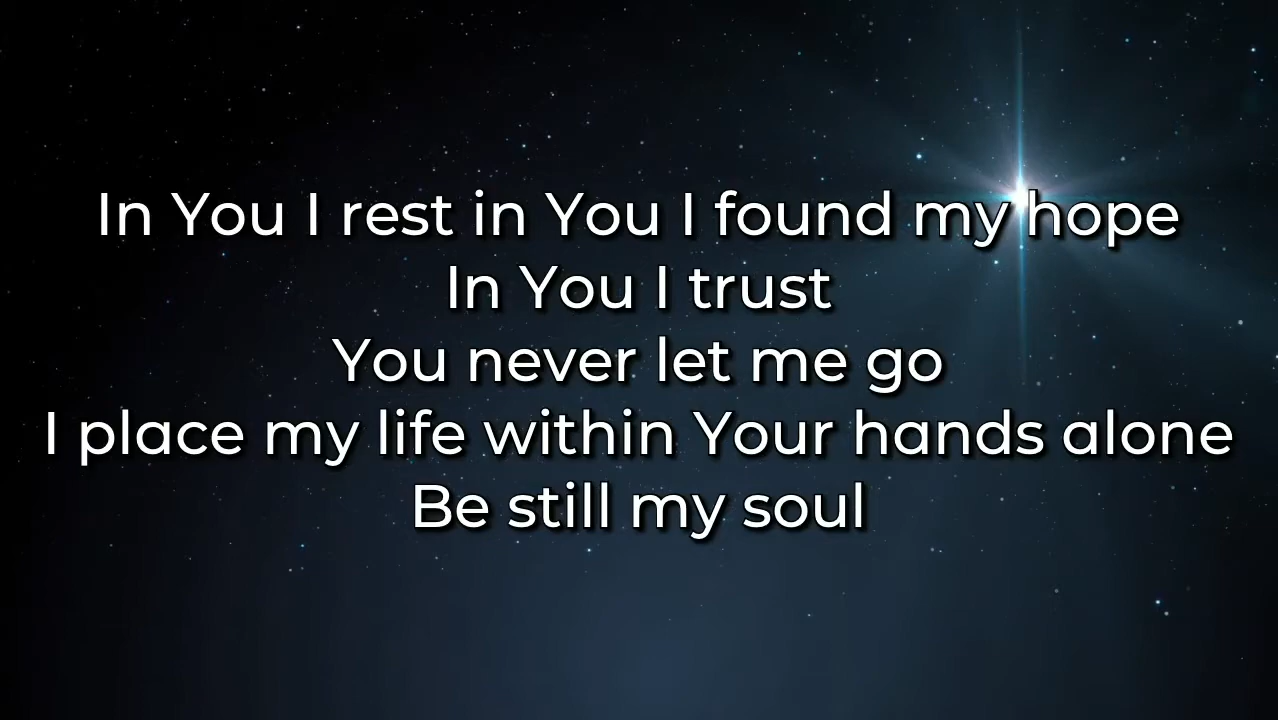 In You I rest in You I found my hope
In You I trust
You never let me go
I place my life within Your hands alone
Be still my soul